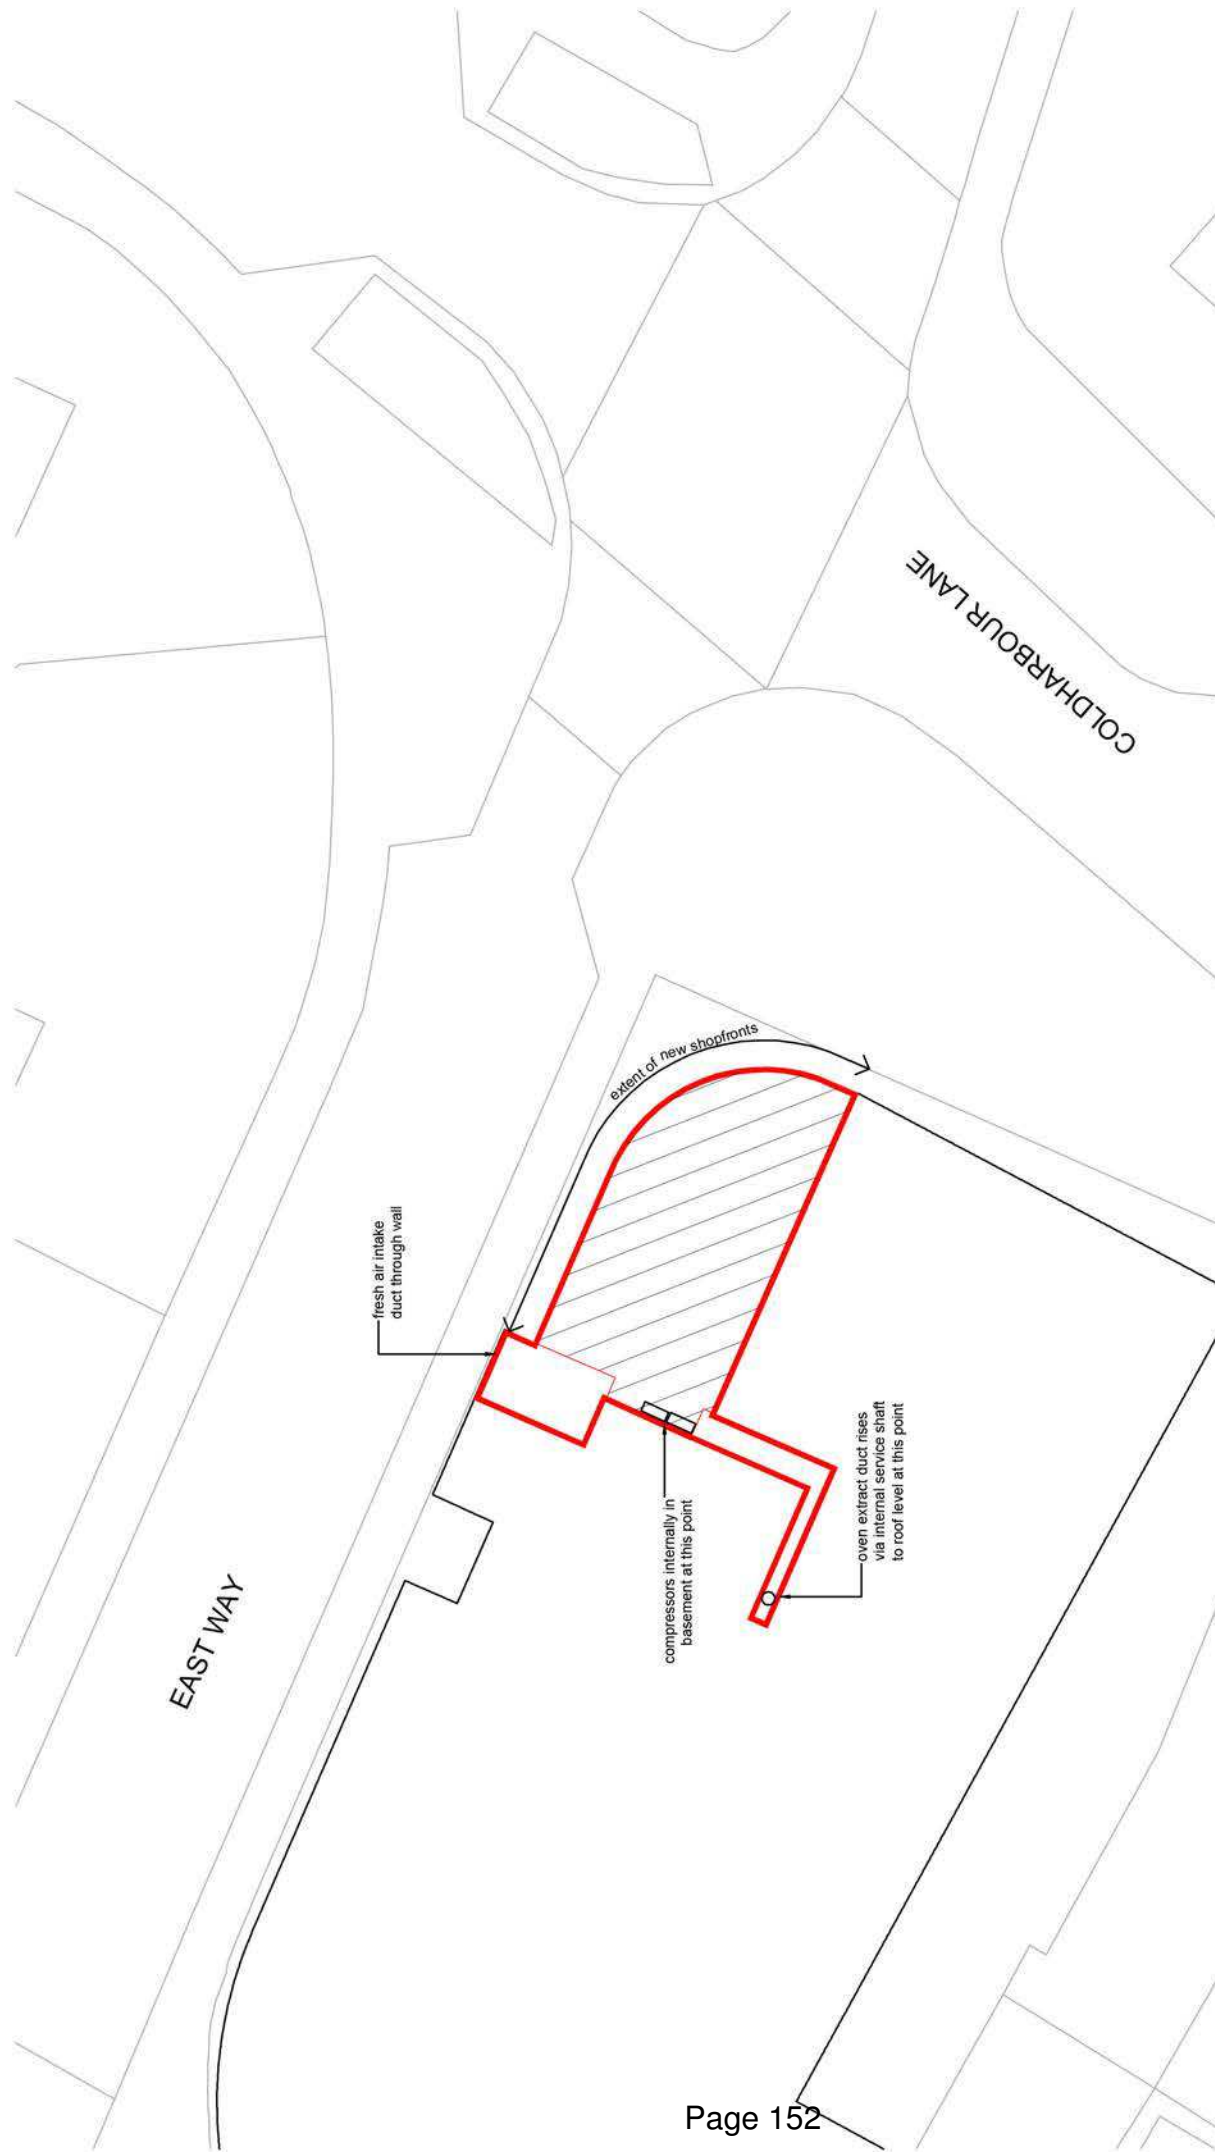 COLDHARBOUR LANE
extent of new shopfronts
fresh air intake
duct through wall
compressors internally in
basement at this point
oven extract duct rises
via internal service shaft
to roof level at this point
EAST WAY
Page 152